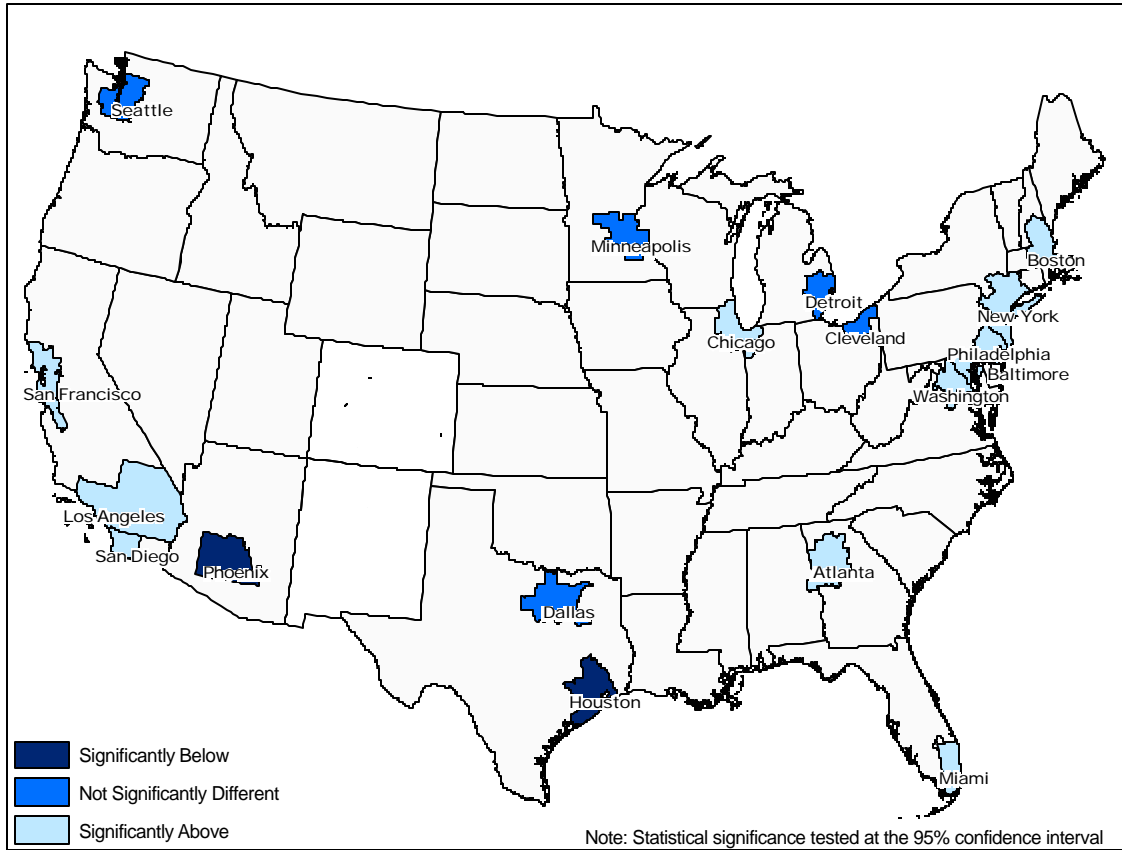 Seattle
Minneapolis
Boston
Detroit
New York
Cleveland
Chicago
Philadelphia
Baltimore
San Francisco
Washington
Los Angeles
San Diego
Phoenix
Atlanta
Dallas
Houston
Miami
Significantly Below
Not Significantly Different
Significantly Above
Note: Statistical significance tested at the 95% confidence interval